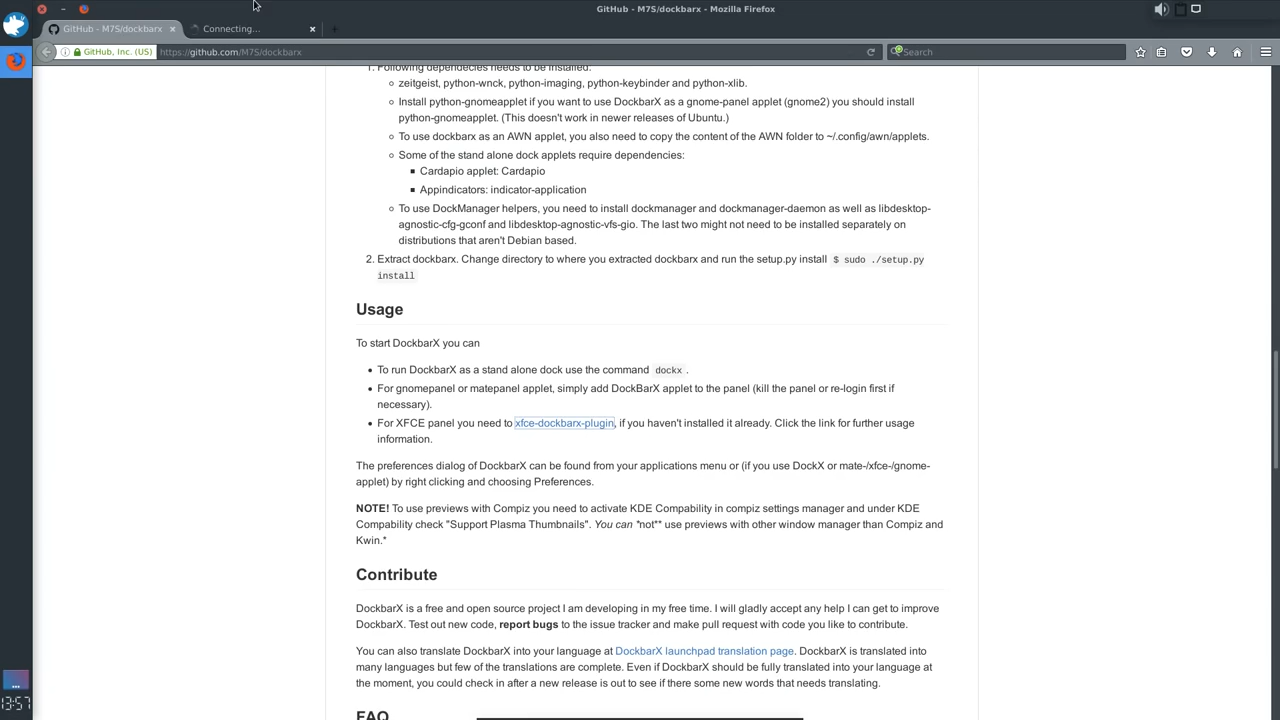 GitHub - M7S/dockbarx - Mozilla Firefox
GitHub - M7S/dockbarx
Connecting...
GitHub, Inc. (US)
https://github.com/M7S/dockbarx
Search
1. Following dependecies needs to be installed:
zeitgeist, python-wnck, python-imaging, python-keybinder and python-xlib.
Install python-gnomeapplet if you want to use DockbarX as a gnome-panel applet (gnome2) you should install
python-gnomeapplet. (This doesn't work in newer releases of Ubuntu.)
To use dockbarx as an AWN applet, you also need to copy the content of the AWN folder to ~/.config/awn/applets.
Some of the stand alone dock applets require dependencies:
Cardapio applet: Cardapio
Appindicators: indicator-application
To use DockManager helpers, you need to install dockmanager and dockmanager-daemon as well as libdesktop-
agnostic-cfg-gconf and libdesktop-agnostic-vfs-gio. The last two might not need to be installed separately on
distributions that aren't Debian based.
2. Extract dockbarx. Change directory to where you extracted dockbarx and run the setup.py install $ sudo ./setup.py
install
Usage
To start DockbarX you can
To run DockbarX as a stand alone dock use the command dockx .
For gnomepanel or matepanel applet, simply add DockBarX applet to the panel (kill the panel or re-login first if
necessary).
For XFCE panel you need to xfce-dockbarx-plugin, if you haven't installed it already. Click the link for further usage
information.
The preferences dialog of DockbarX can be found from your applications menu or (if you use DockX or mate-/xfce-/gnome-
applet) by right clicking and choosing Preferences.
NOTE! To use previews with Compiz you need to activate KDE Compability in compiz settings manager and under KDE
Compability check "Support Plasma Thumbnails". You can *not** use previews with other window manager than Compiz and
Kwin.*
Contribute
DockbarX is a free and open source project I am developing in my free time. I will gladly accept any help I can get to improve
DockbarX. Test out new code, report bugs to the issue tracker and make pull request with code you like to contribute.
You can also translate DockbarX into your language at DockbarX launchpad translation page. DockbarX is translated into
many languages but few of the translations are complete. Even if DockbarX should be fully translated into your language at
the moment, you could check in after a new release is out to see if there some new words that needs translating.
FAQ
13:57